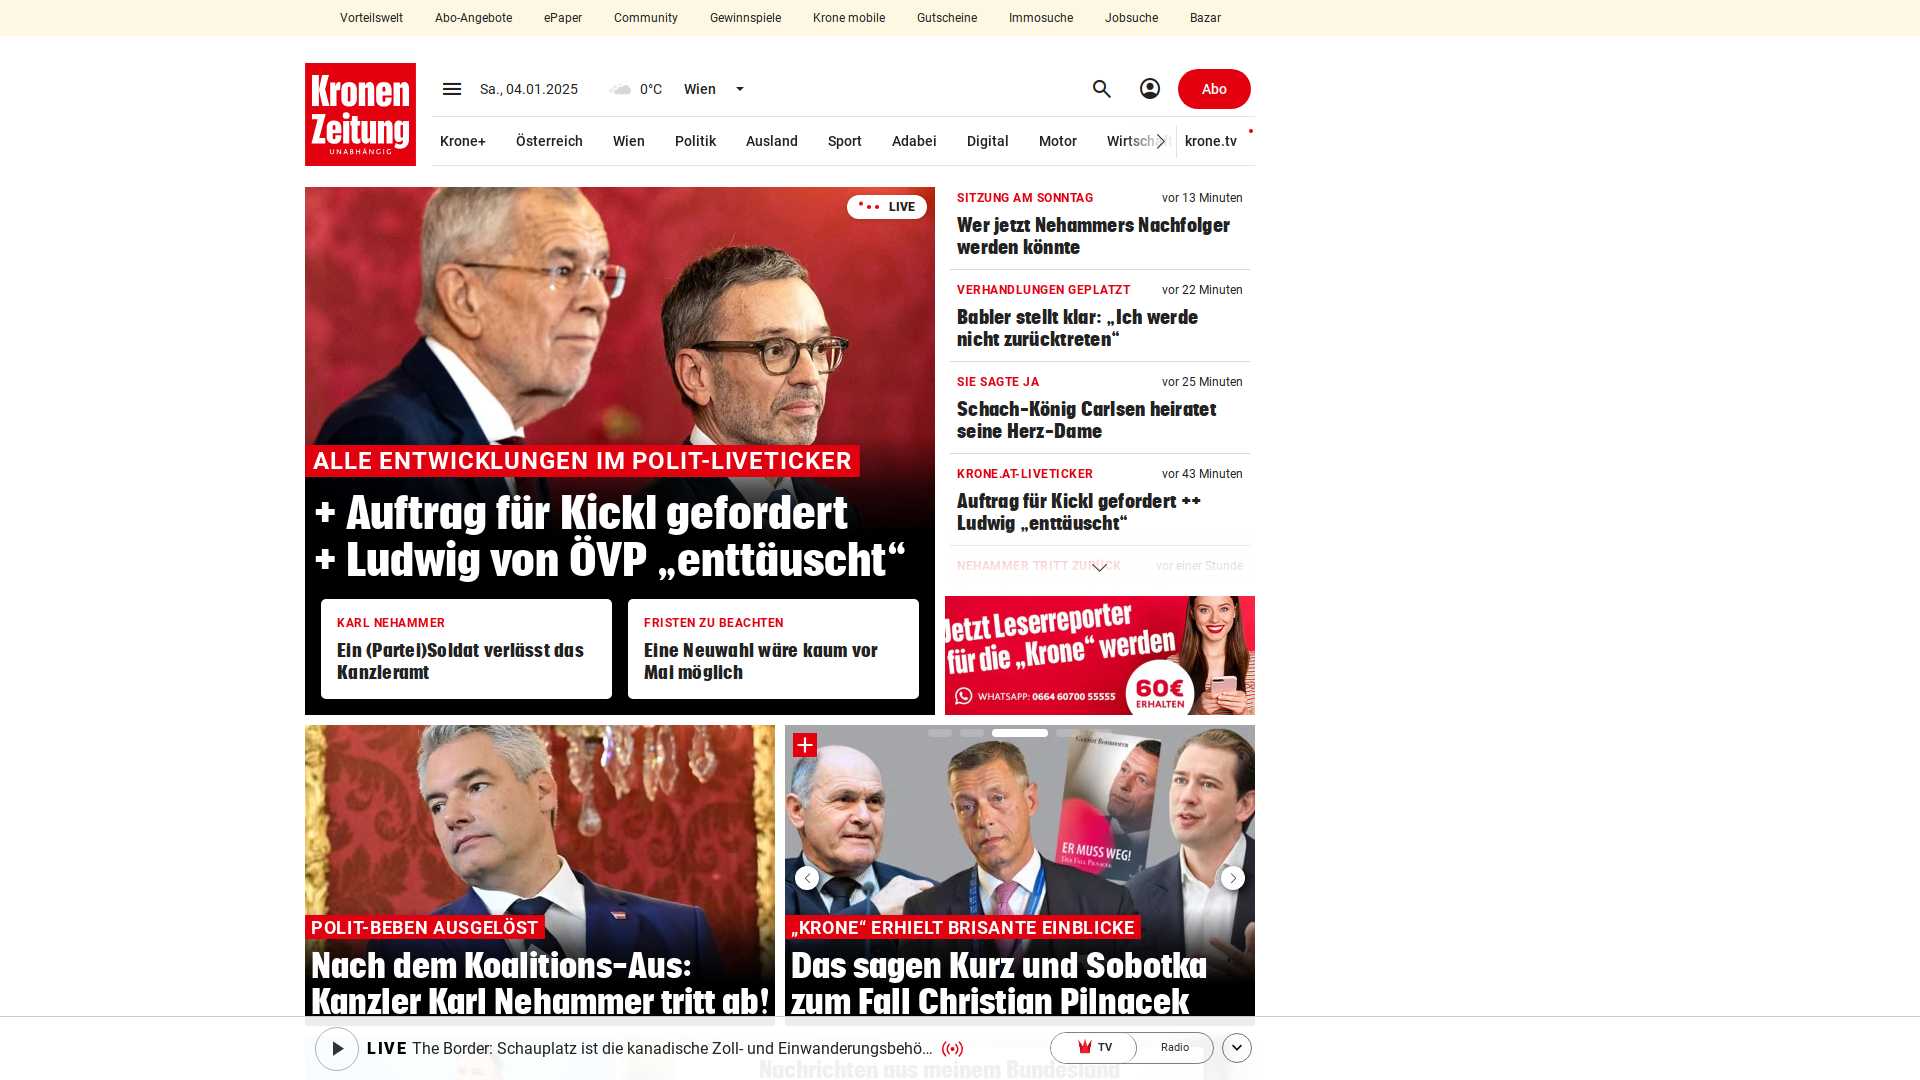 Vorteilswelt Abo-Angebote ePaper Community Gewinnspiele Krone mobile Gutscheine Immosuche Jobsuche Bazar
Kronen
Zeitung
UNABHÄNGIG
Sa., 04.01.2025 0°C Wien
Abo
Krone+ Österreich Wien Politik Ausland Sport Adabei Digital Motor Wirtschaft krone.tv
LIVE
ALLE ENTWICKLUNGEN IM POLIT-LIVETICKER
+ Auftrag für Kickl gefordert
+ Ludwig von ÖVP „enttäuscht“
KARL NEHAMMER
Ein (Partei)Soldat verlässt das
Kanzleramt
FRISTEN ZU BEACHTEN
Eine Neuwahl wäre kaum vor
Mai möglich
SITZUNG AM SONNTAG vor 13 Minuten
Wer jetzt Nehammers Nachfolger
werden könnte
VERHANDLUNGEN GEPLATZT vor 22 Minuten
Babler stellt klar: „Ich werde
nicht zurücktreten“
SIE SAGTE JA vor 25 Minuten
Schach-König Carlsen heiratet
seine Herz-Dame
KRONE.AT-LIVETICKER vor 43 Minuten
Auftrag für Kickl gefordert ++
Ludwig „enttäuscht“
NEHAMMER TRITT ZURÜCK vor einer Stunde
Jetzt Leserreporter
für die „Krone“ werden
WHATSAPP: 0664 60700 55555
60€
ERHALTEN
POLIT-BEBEN AUSGELÖST
Nach dem Koalitions-Aus:
Kanzler Karl Nehammer tritt ab!
ER MUSS WEG!
„KRONE“ ERHIELT BRISANTE EINBLICKE
Das sagen Kurz und Sobotka
zum Fall Christian Pilnacek
LIVE The Border: Schauplatz ist die kanadische Zoll- und Einwanderungsbehö...
TV Radio
Nachrichten aus meinem Bundesland